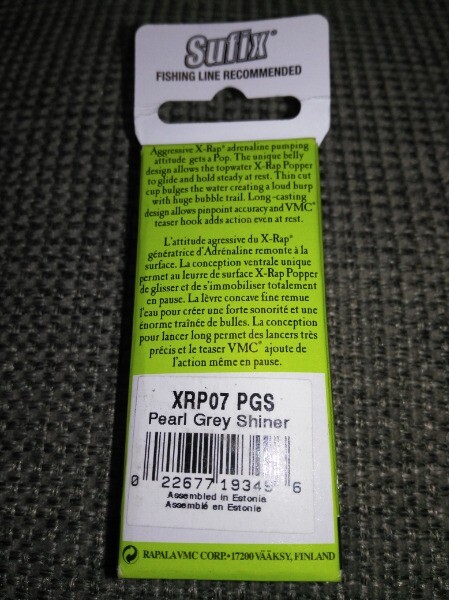 Sufix®
FISHING LINE RECOMMENDED
Aggressive X-Rap® adrenaline pumping
attitude gets a Pop. The unique belly
design allows the topwater X-Rap Popper
to glide and hold steady at rest. Thin cut
cup bulges the water creating a loud burp
with huge bubble trail. Long-casting
design allows pinpoint accuracy and VMC®
teaser hook adds action even at rest.
L'attitude agressive du X-Rap®
génératrice d'Adrénaline remonte à la
surface. La conception ventrale unique
permet au leurre de surface X-Rap Popper
de glisser et de s'immobiliser totalement
en pause. La lèvre concave fine remue
l'eau pour créer une forte sonorité et une
énorme traînée de bulles. La conception
pour lancer long permet des lancers très
précis et le teaser VMC® ajoute de
l'action même en pause.
XRP07 PGS
Pearl Grey Shiner
0 22677 19345 6
Assembled in Estonia
Assemblé en Estonie
RAPALA VMC CORP.• 17200 VÄÄKSY, FINLAND